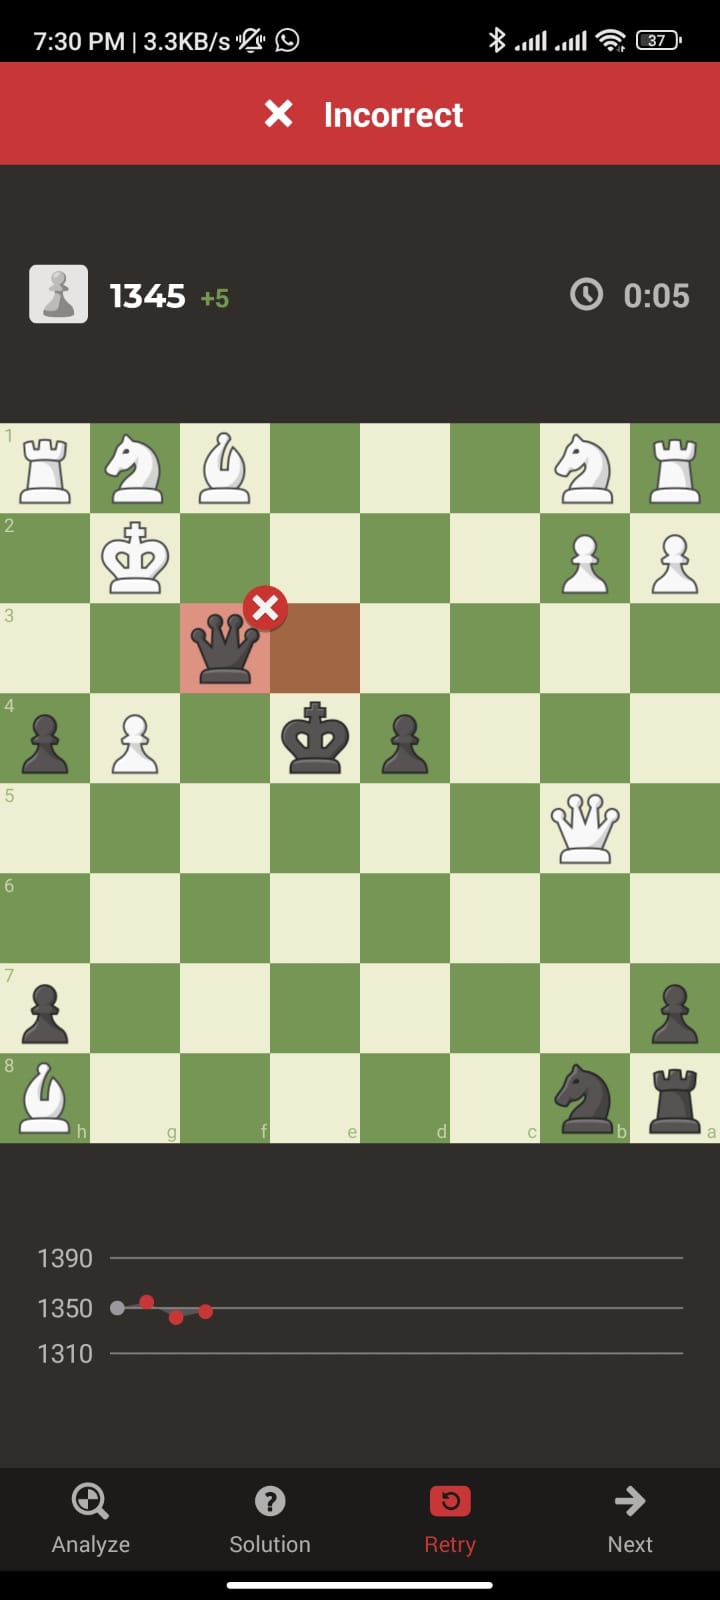 7:30 PM | 3.3KB/s 37
Incorrect
1345 +5 0:05
1
2
3
4
5
6
7
8
h g f e d c b a
1390
1350
1310
Analyze Solution Retry Next